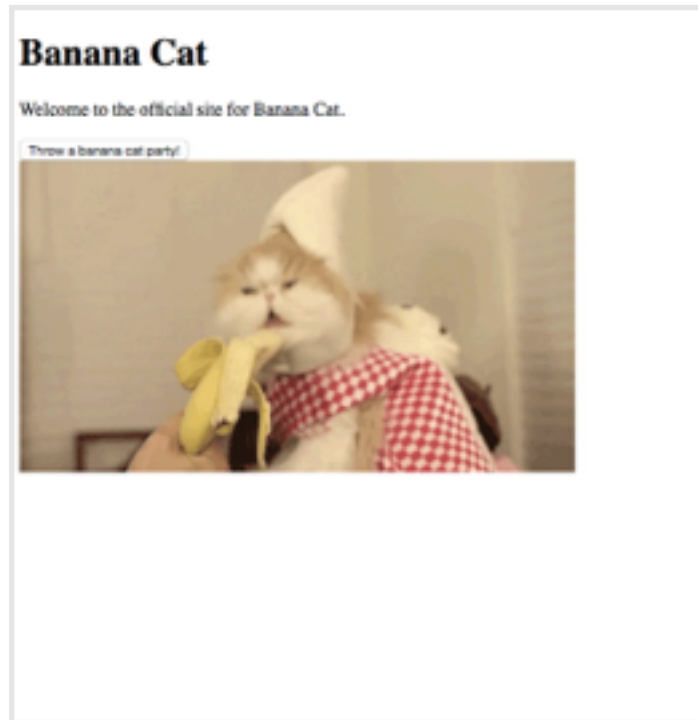 Banana Cat
Welcome to the official site for Banana Cat.
Throw a banana cat party!